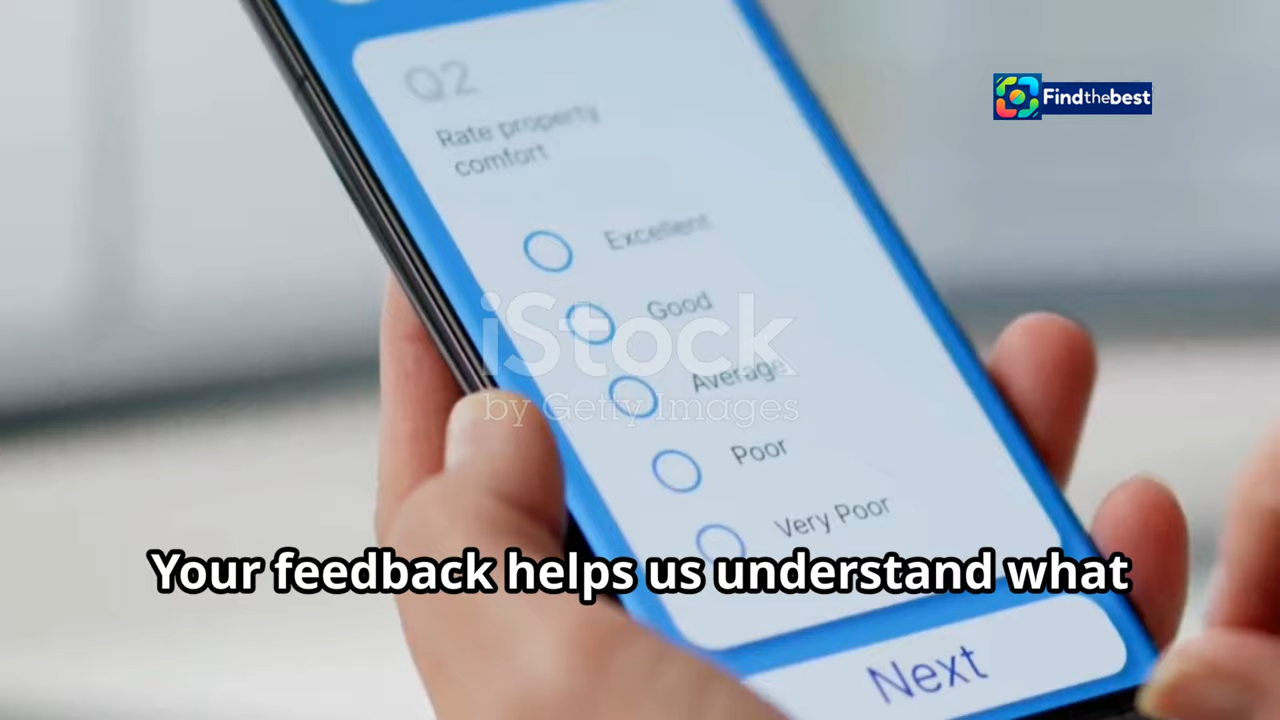 Q2
Findthebest
Rate property
comfort
Excellent
Good
iStock
Average
by Getty Images
Poor
Very Poor
Your feedback helps us understand what
Next